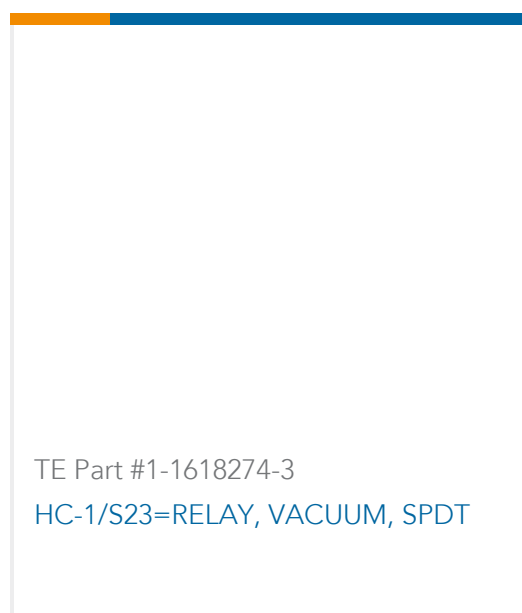 TE Part #1-1618274-3
HC-1/S23=RELAY, VACUUM, SPDT